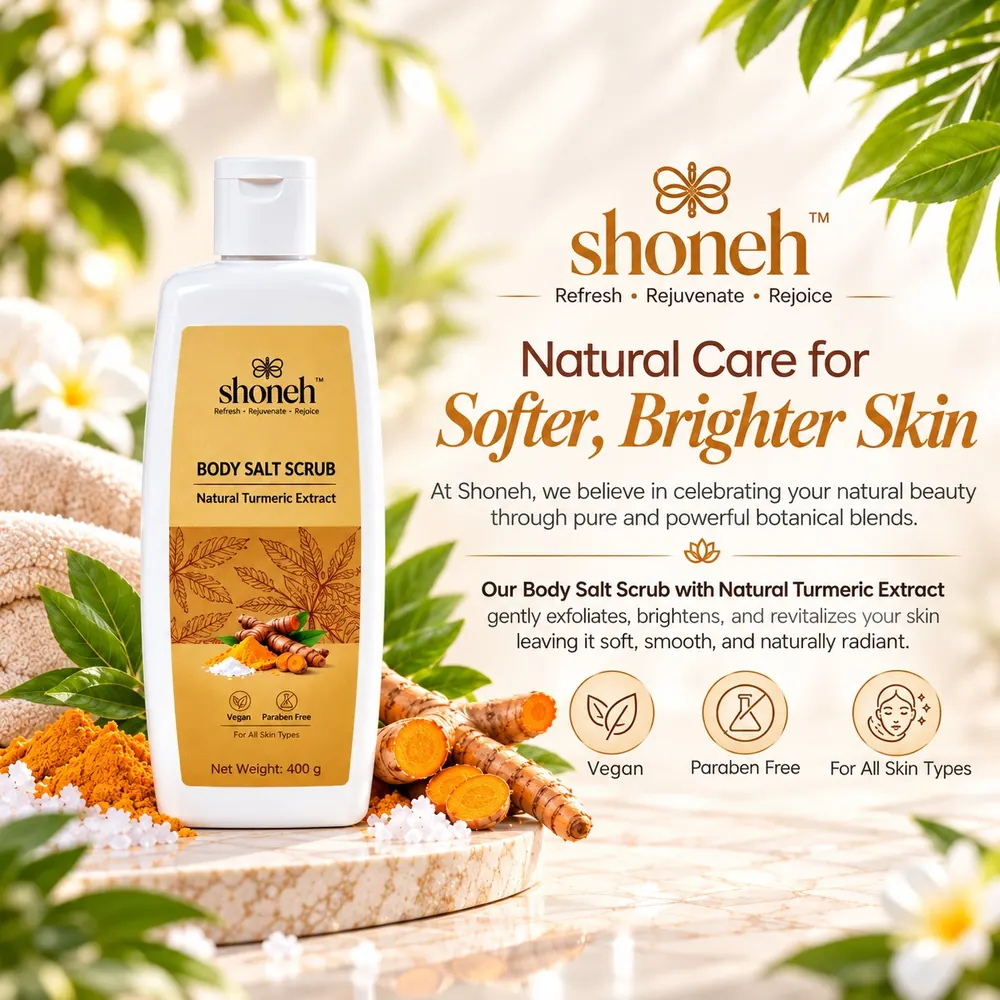 shoneh™
Refresh • Rejuvenate • Rejoice
BODY SALT SCRUB
Natural Turmeric Extract
Vegan
Paraben Free
For All Skin Types
Net Weight: 400 g
shoneh™
Refresh • Rejuvenate • Rejoice
Natural Care for
Softer, Brighter Skin
At Shoneh, we believe in celebrating your natural beauty
through pure and powerful botanical blends.
Our Body Salt Scrub with Natural Turmeric Extract
gently exfoliates, brightens, and revitalizes your skin
leaving it soft, smooth, and naturally radiant.
Vegan
Paraben Free
For All Skin Types